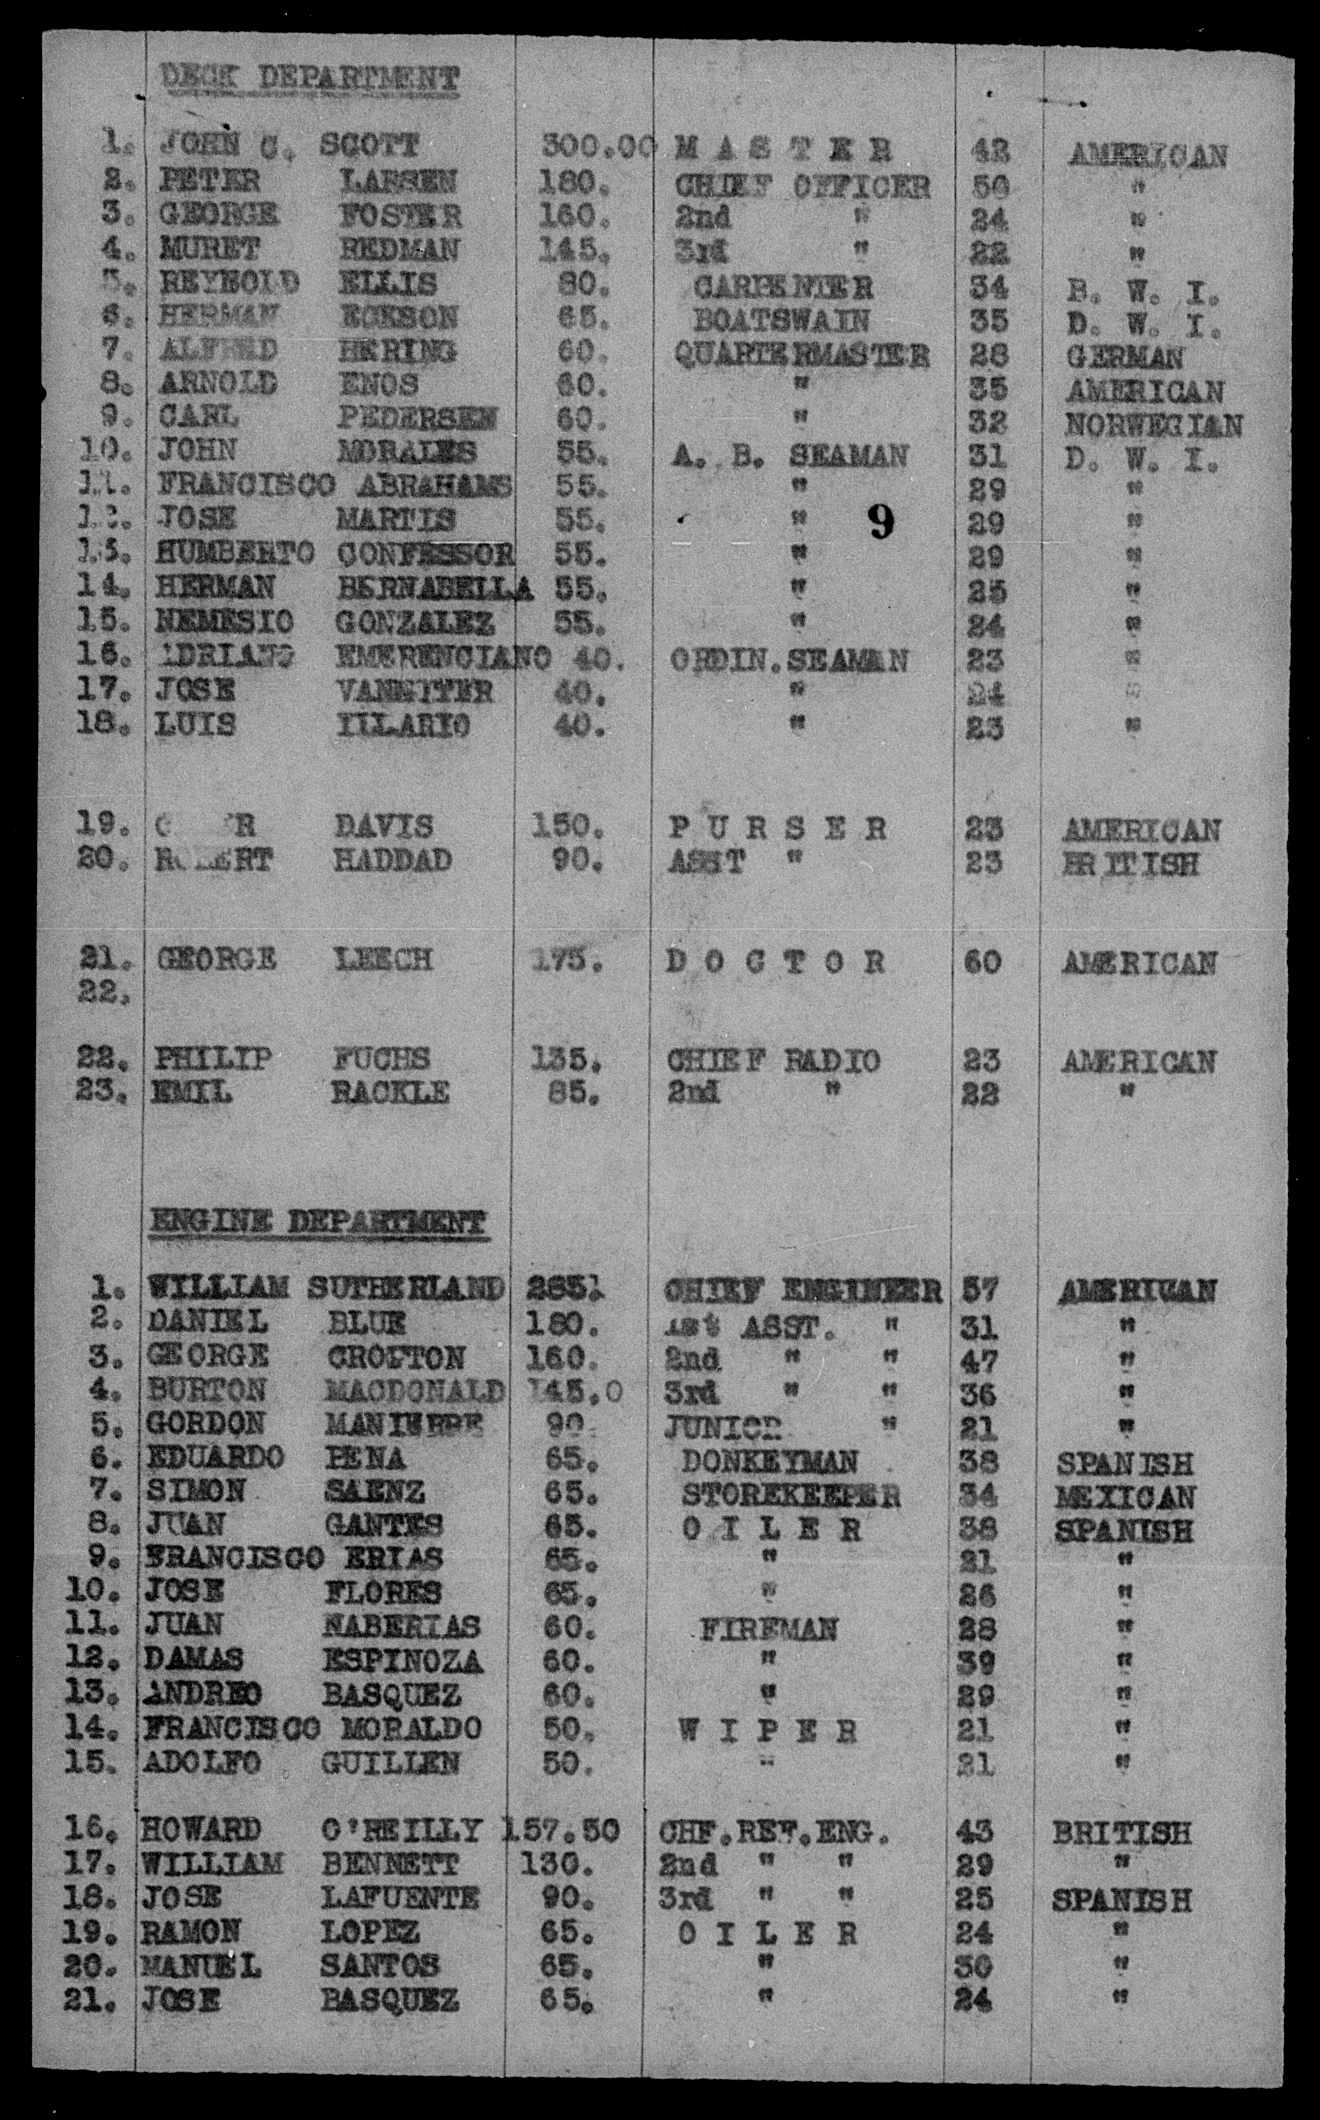 DECK DEPARTMENT
1. JOHN C. SCOTT 300.00 M A S T E R 42 AMERICAN
2. PETER LARSEN 180. CHIEF OFFICER 50 "
3. GEORGE FOSTER 160. 2nd " 24 "
4. MURET REDMAN 145. 3rd " 22 "
5. REYNOLD ELLIS 80. CARPENTER 34 B. W. I.
6. HERMAN ECKSON 65. BOATSWAIN 35 D. W. I.
7. ALFRED HERING 60. QUARTERMASTER 28 GERMAN
8. ARNOLD ENOS 60. " 35 AMERICAN
9. CARL PEDERSEN 60. " 32 NORWEGIAN
10. JOHN MORALES 55. A. B. SEAMAN 31 D. W. I.
11. FRANCISCO ABRAHAMS 55. " 29 "
12. JOSE MARTIS 55. " 9 29 "
13. HUMBERTO CONFESSOR 55. " 29 "
14. HERMAN BERNABELLA 55. " 25 "
15. NEMESIO GONZALEZ 55. " 24 "
16. ADRIANO EMERENCIANO 40. ORDIN.SEAMAN 23 "
17. JOSE 40. " 24 "
18. LUIS ILLARIO 40. " 23 "
19. DAVIS 150. P U R S E R 23 AMERICAN
20. ROBERT HADDAD 90. ASST " 23 BRITISH
21. GEORGE LEECH 175. D O C T O R 60 AMERICAN
22.
22. PHILIP FUCHS 135. CHIEF RADIO 23 AMERICAN
23. EMIL RACKLE 85. 2nd " 22 "
ENGINE DEPARTMENT
1. WILLIAM SUTHERLAND 285. CHIEF ENGINEER 57 AMERICAN
2. DANIEL BLUE 180. 1st ASST. " 31 "
3. GEORGE CROFTON 160. 2nd " " 47 "
4. BURTON MACDONALD 145.0 3rd " " 36 "
5. GORDON 90. JUNIOR " 21 "
6. EDUARDO PENA 65. DONKEYMAN 38 SPANISH
7. SIMON SAENZ 65. STOREKEEPER 34 MEXICAN
8. JUAN GANTES 65. O I L E R 38 SPANISH
9. FRANCISCO ERIAS 65. " 21 "
10. JOSE FLORES 65. " 26 "
11. JUAN NABERIAS 60. FIREMAN 28 "
12. DAMAS ESPINOZA 60. " 39 "
13. ANDREO BASQUEZ 60. " 29 "
14. FRANCISCO MORALDO 50. W I P E R 21 "
15. ADOLFO GUILLEN 50. " 21 "
16. HOWARD O'REILLY 157.50 CHF.REF.ENG. 43 BRITISH
17. WILLIAM BENNETT 130. 2nd " " 29 "
18. JOSE LAFUENTE 90. 3rd " " 25 SPANISH
19. RAMON LOPEZ 65. O I L E R 24 "
20. MANUEL SANTOS 65. " 30 "
21. JOSE BASQUEZ 65. " 24 "